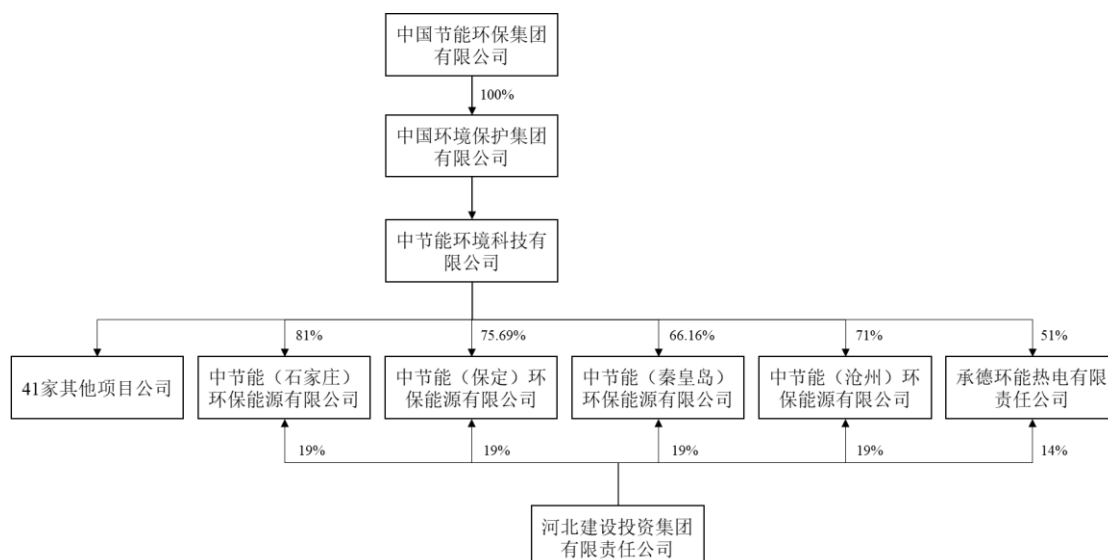 中国节能环保集团
有限公司
100%
中国环境保护集团
有限公司
中节能环境科技有
限公司
81%
75.69%
66.16%
71%
51%
41家其他项目公司
中节能（石家庄）
环保能源有限公司
中节能（保定）环
保能源有限公司
中节能（秦皇岛）
环保能源有限公司
中节能（沧州）环
保能源有限公司
承德环能热电有限
责任公司
19%
19%
19%
19%
14%
河北建设投资集团
有限责任公司